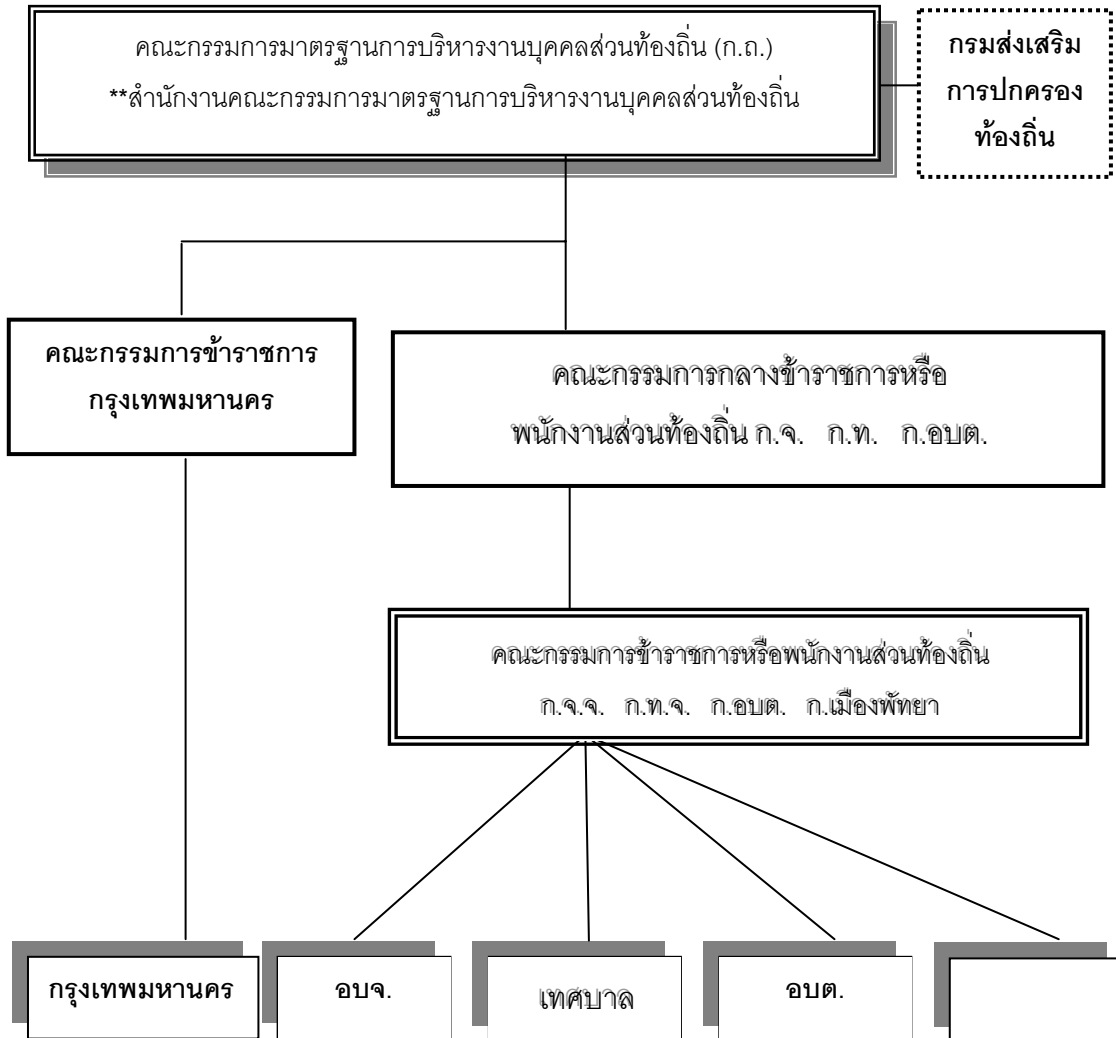 คณะกรรมการมาตรฐานการบริหารงานบุคคลส่วนท้องถิ่น (ก.ถ.)
**สำนักงานคณะกรรมการมาตรฐานการบริหารงานบุคคลส่วนท้องถิ่น
กรมส่งเสริม
การปกครอง
ท้องถิ่น
คณะกรรมการข้าราชการ
กรุงเทพมหานคร
คณะกรรมการกลางข้าราชการหรือ
พนักงานส่วนท้องถิ่น ก.จ. ก.ท. ก.อบต.
คณะกรรมการข้าราชการหรือพนักงานส่วนท้องถิ่น
ก.จ.จ. ก.ท.จ. ก.อบต. ก.เมืองพัทยา
กรุงเทพมหานคร
อบจ.
เทศบาล
อบต.